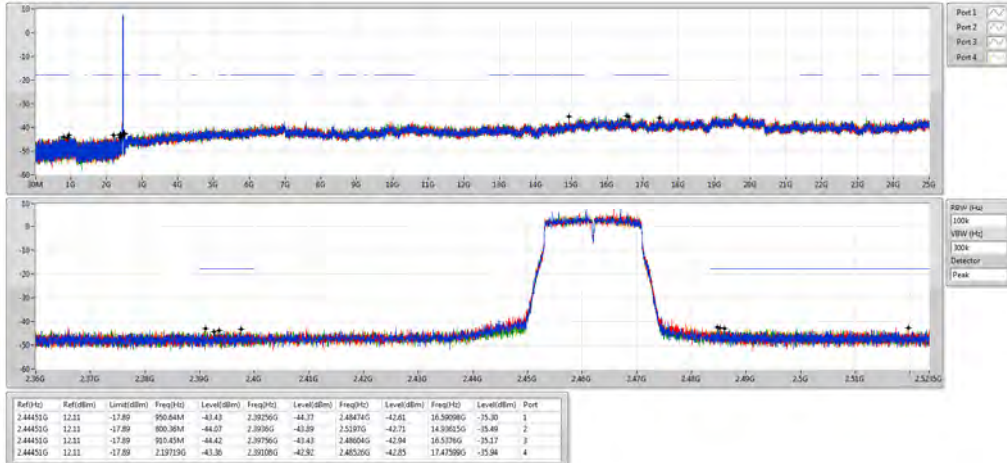 10-
0-
-10-
-20-
-30-
-40-
-50-
-60-
30M 1G 2G 3G 4G 5G 6G 7G 8G 9G 10G 11G 12G 13G 14G 15G 16G 17G 18G 19G 20G 21G 22G 23G 24G 25G
Port 1
Port 2
Port 3
Port 4
10-
0-
-10-
-20-
-30-
-40-
-50-
-60-
2.36G 2.37G 2.38G 2.39G 2.4G 2.41G 2.42G 2.43G 2.44G 2.45G 2.46G 2.47G 2.48G 2.49G 2.5G 2.51G 2.5235G
RBW (Hz)
100k
VBW (Hz)
300k
Detector
Peak
Ref(Hz) Ref(dBm) Limit(dBm) Freq(Hz) Level(dBm) Freq(Hz) Level(dBm) Freq(Hz) Level(dBm) Freq(Hz) Level(dBm) Port
2.44451G 12.11 -17.89 950.64M -43.43 2.39256G -44.37 2.48474G -42.61 16.59098G -35.30 1
2.44451G 12.11 -17.89 800.36M -44.07 2.3936G -43.89 2.5197G -42.71 14.93615G -35.49 2
2.44451G 12.11 -17.89 910.45M -44.42 2.39756G -43.43 2.48604G -42.94 16.5376G -35.17 3
2.44451G 12.11 -17.89 2.19719G -43.36 2.39108G -42.92 2.48526G -42.85 17.47599G -35.94 4